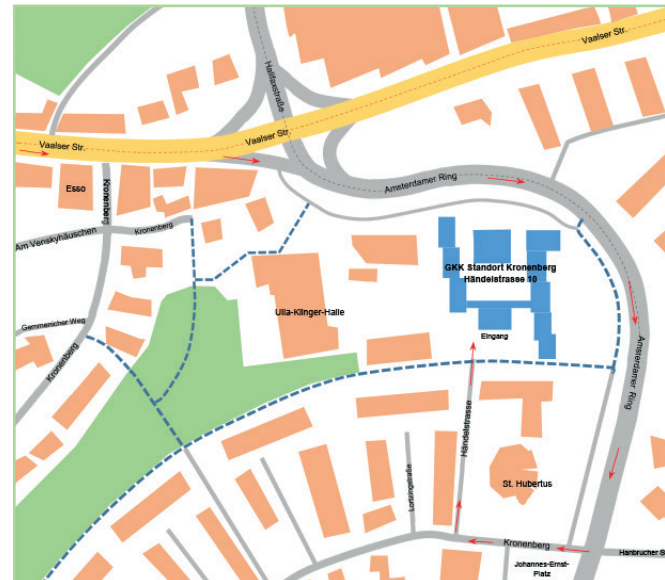 Vaalser Str.
Halifaxstraße
Vaalser Str.
Vaalser Str.
Esso
Kronenberg
Amsterdamer Ring
Am Venskyhäuschen
Kronenberg
GKK Standort Kronenberg
Händelstrasse 10
Ulla-Klinger-Halle
Gemmenicher Weg
Eingang
Kronenberg
Amsterdamer Ring
Händelstrasse
Lortzingstraße
St. Hubertus
Kronenberg
Hanbrucher S
Johannes-Ernst-
Platz